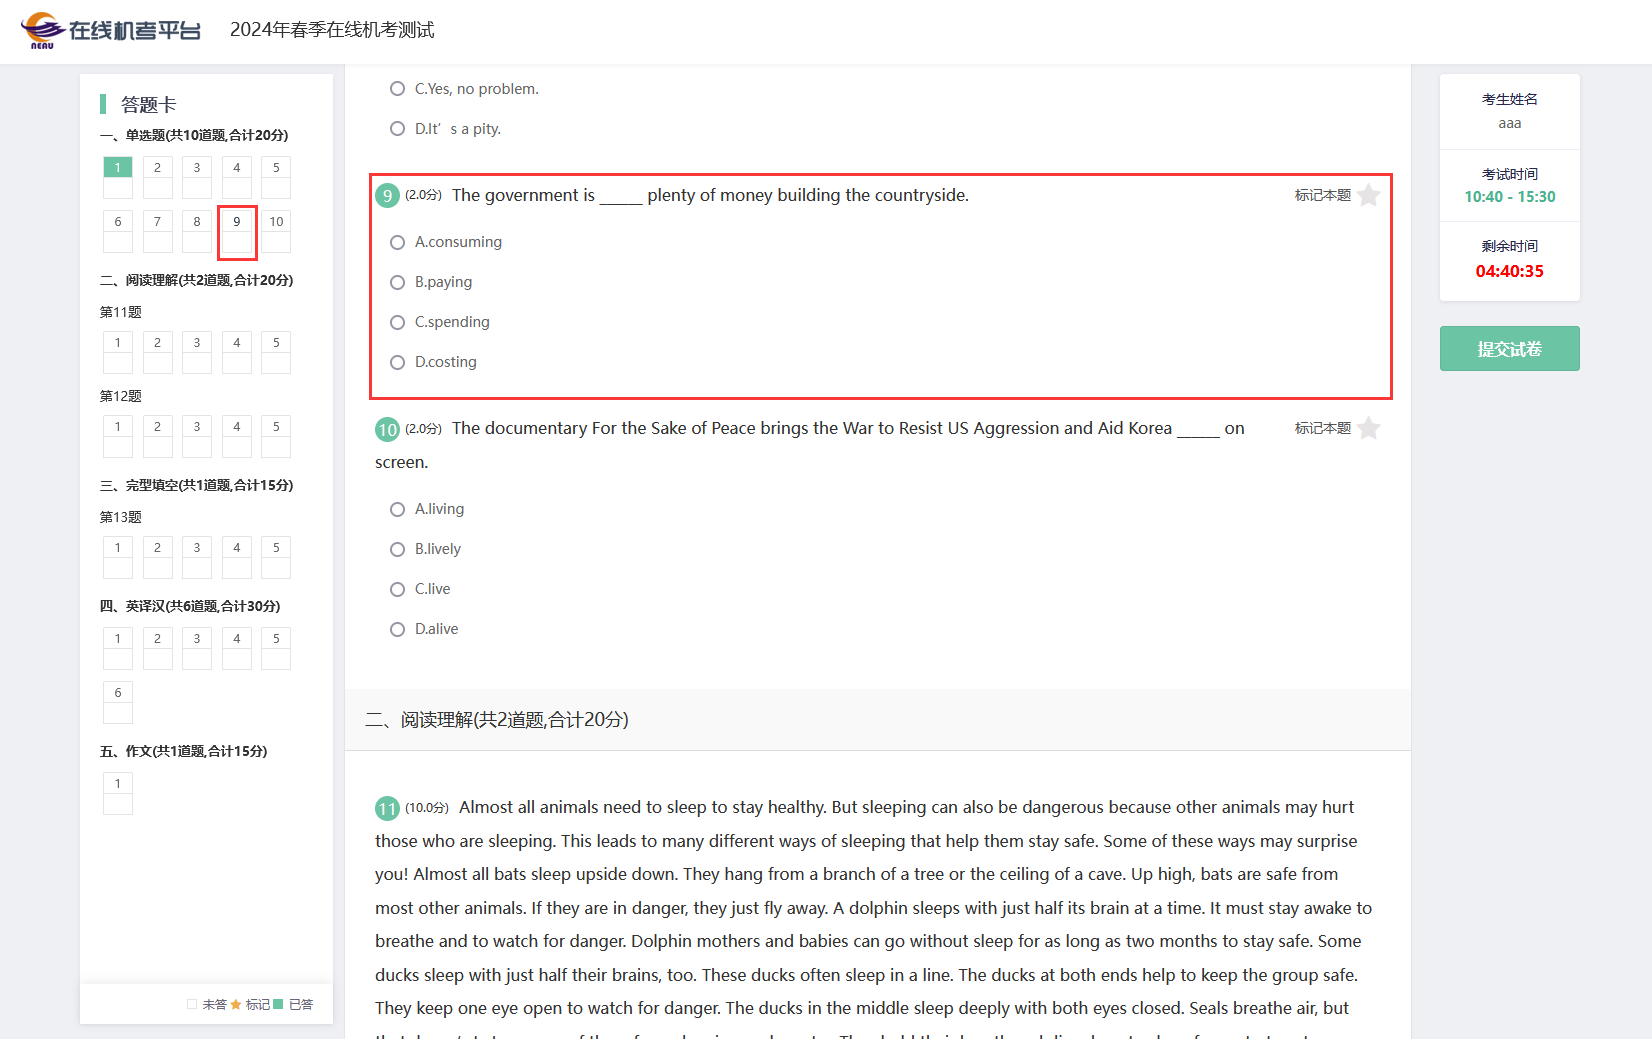 在线机考平台
NEAU
2024年春季在线机考测试
答题卡
一、单选题(共10道题,合计20分)
1 2 3 4 5
6 7 8 9 10
二、阅读理解(共2道题,合计20分)
第11题
1 2 3 4 5
第12题
1 2 3 4 5
三、完型填空(共1道题,合计15分)
第13题
1 2 3 4 5
四、英译汉(共6道题,合计30分)
1 2 3 4 5
6
五、作文(共1道题,合计15分)
1
未答 标记 已答
C.Yes, no problem.
D.It’s a pity.
9 (2.0分) The government is _____ plenty of money building the countryside. 标记本题
A.consuming
B.paying
C.spending
D.costing
10 (2.0分) The documentary For the Sake of Peace brings the War to Resist US Aggression and Aid Korea _____ on 标记本题
screen.
A.living
B.lively
C.live
D.alive
二、阅读理解(共2道题,合计20分)
11 (10.0分) Almost all animals need to sleep to stay healthy. But sleeping can also be dangerous because other animals may hurt
those who are sleeping. This leads to many different ways of sleeping that help them stay safe. Some of these ways may surprise
you! Almost all bats sleep upside down. They hang from a branch of a tree or the ceiling of a cave. Up high, bats are safe from
most other animals. If they are in danger, they just fly away. A dolphin sleeps with just half its brain at a time. It must stay awake to
breathe and to watch for danger. Dolphin mothers and babies can go without sleep for as long as two months to stay safe. Some
ducks sleep with just half their brains, too. These ducks often sleep in a line. The ducks at both ends help to keep the group safe.
They keep one eye open to watch for danger. The ducks in the middle sleep deeply with both eyes closed. Seals breathe air, but
考生姓名
aaa
考试时间
10:40 - 15:30
剩余时间
04:40:35
提交试卷